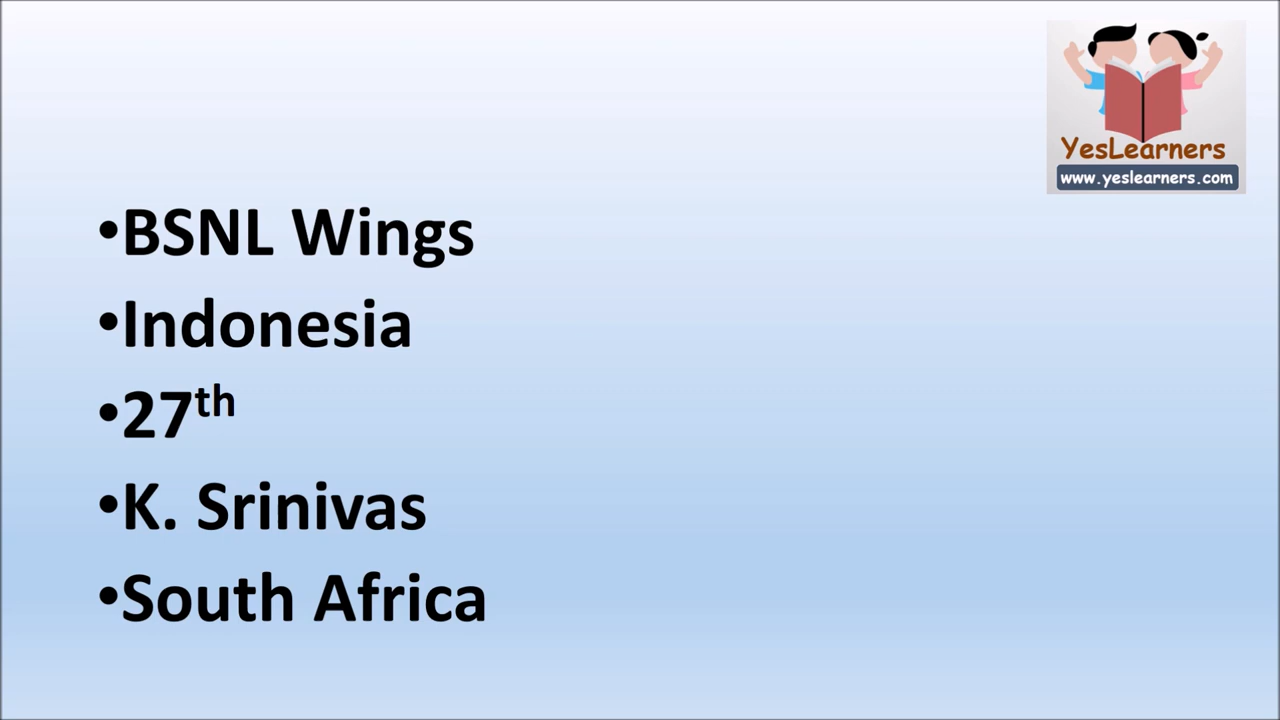 YesLearners
www.yeslearners.com
•BSNL Wings
•Indonesia
•27th
•K. Srinivas
•South Africa